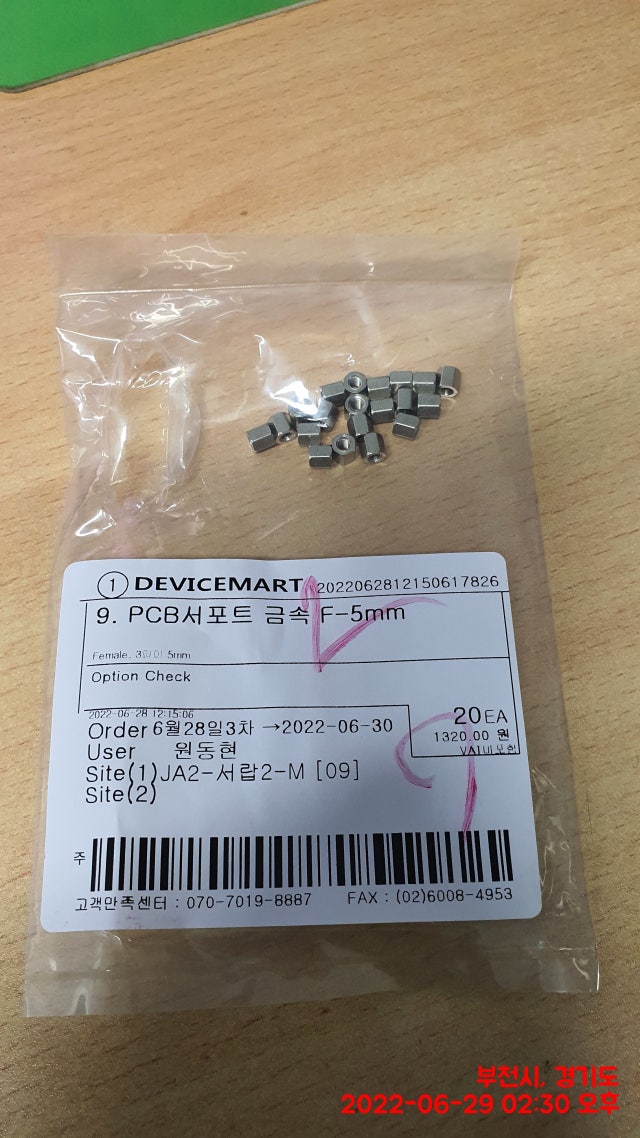 1 DEVICEMART 2022062812150617826
9. PCB서포트 금속 F-5mm
Female. 3파이 5mm
Option Check
2022-06-28 12:15:06
Order 6월28일3차 →2022-06-30
20EA
1320.00 원
User 원동현
Site(1)JA2-서랍2-M [09]
Site(2)
주
고객만족센터 : 070-7019-8887 FAX : (02)6008-4953
부천시, 경기도
2022-06-29 02:30 오후